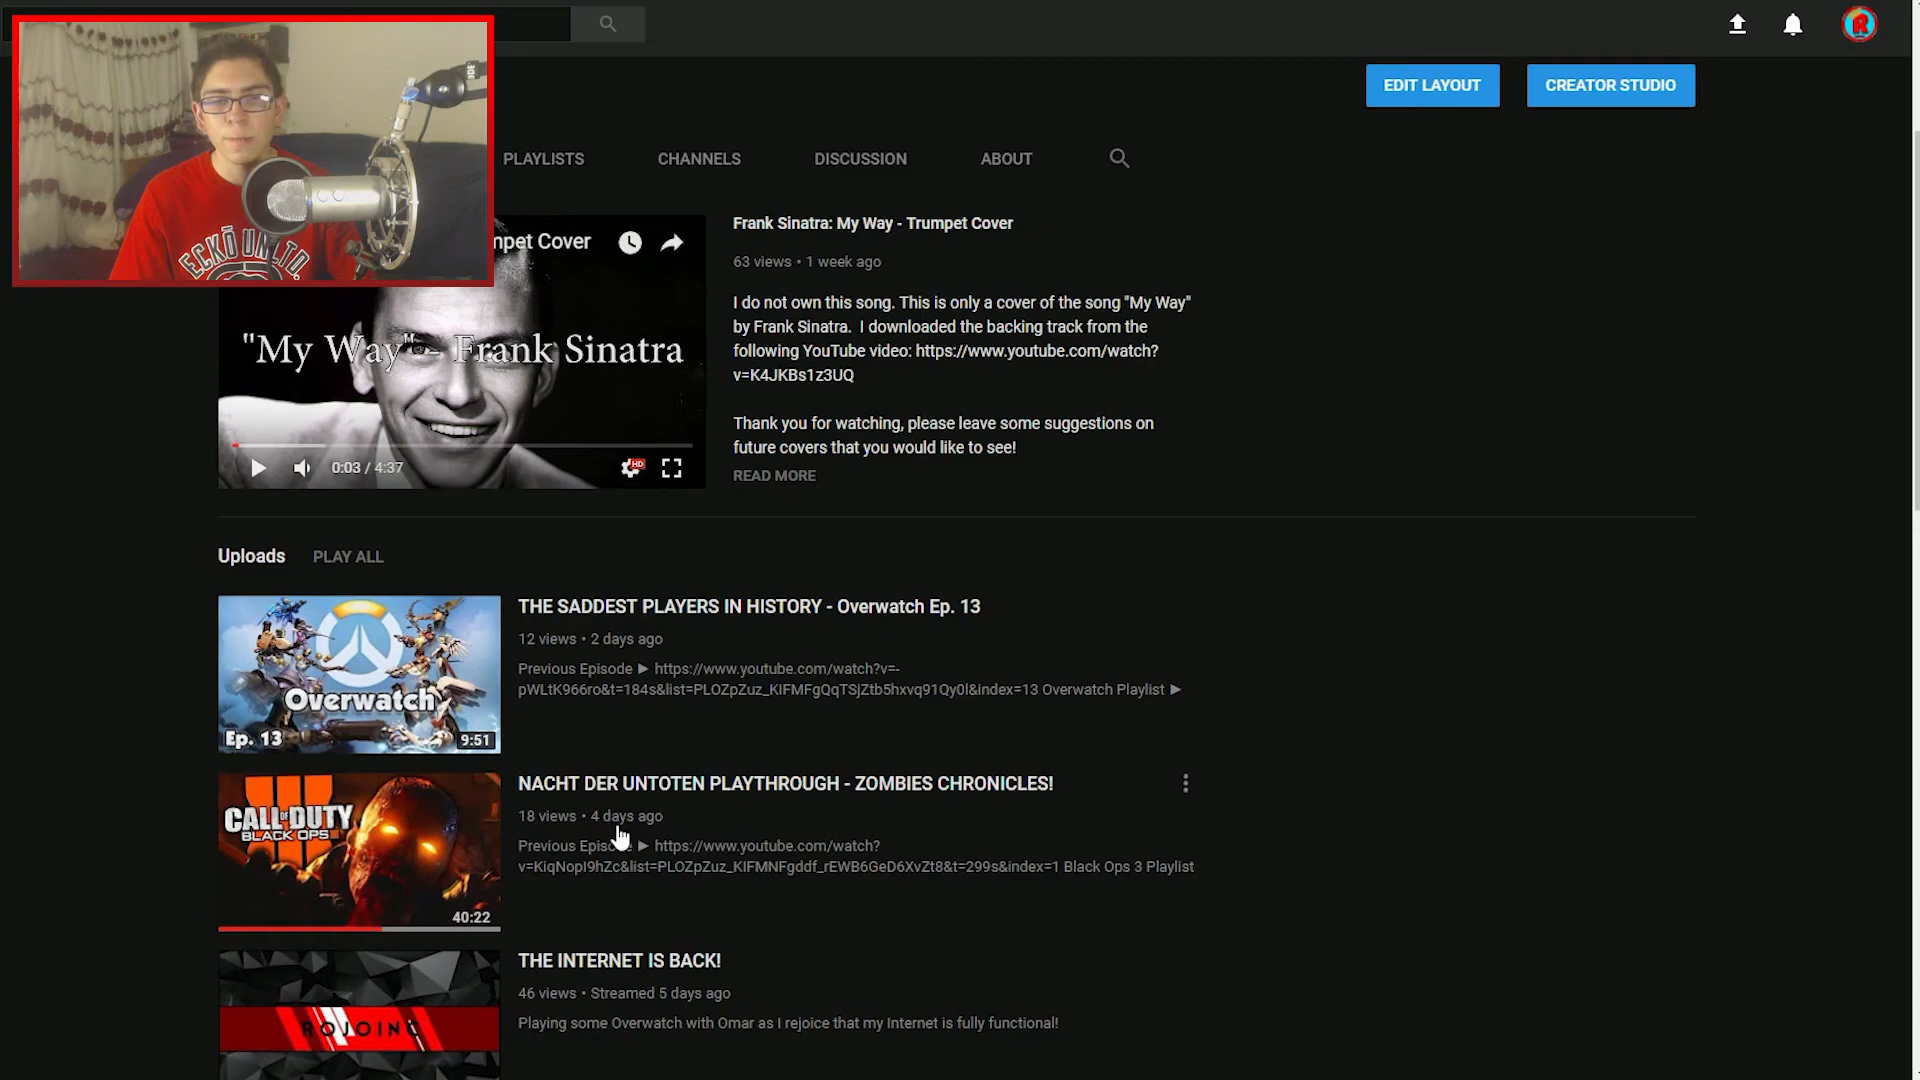 EDIT LAYOUT
CREATOR STUDIO
PLAYLISTS
CHANNELS
DISCUSSION
ABOUT
ECKŌ UNLTD.
R
mpet Cover
"My Way" - Frank Sinatra
0:03 / 4:37
HD
Frank Sinatra: My Way - Trumpet Cover
63 views • 1 week ago
I do not own this song. This is only a cover of the song "My Way"
by Frank Sinatra.  I downloaded the backing track from the
following YouTube video: https://www.youtube.com/watch?
v=K4JKBs1z3UQ
Thank you for watching, please leave some suggestions on
future covers that you would like to see!
READ MORE
Uploads
PLAY ALL
Overwatch
Ep. 13
9:51
THE SADDEST PLAYERS IN HISTORY - Overwatch Ep. 13
12 views • 2 days ago
Previous Episode ► https://www.youtube.com/watch?v=-
pWLtK966ro&t=184s&list=PLOZpZuz_KIFMFgQqTSjZtb5hxvq91Qy0l&index=13 Overwatch Playlist ►
CALL OF DUTY
BLACK OPS III
40:22
NACHT DER UNTOTEN PLAYTHROUGH - ZOMBIES CHRONICLES!
18 views • 4 days ago
Previous Episode ► https://www.youtube.com/watch?
v=KiqNopI9hZc&list=PLOZpZuz_KIFMNFgddf_rEWB6GeD6XvZt8&t=299s&index=1 Black Ops 3 Playlist
ROJOINC
THE INTERNET IS BACK!
46 views • Streamed 5 days ago
Playing some Overwatch with Omar as I rejoice that my Internet is fully functional!